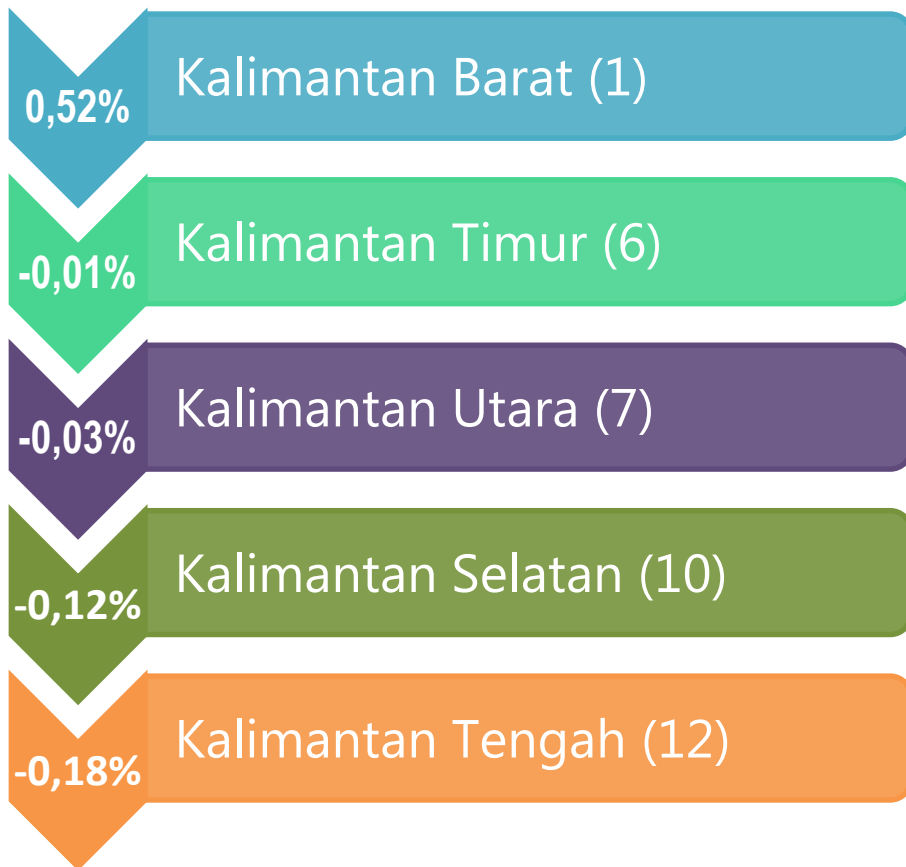 0,52%
Kalimantan Barat (1)
-0,01%
Kalimantan Timur (6)
-0,03%
Kalimantan Utara (7)
-0,12%
Kalimantan Selatan (10)
-0,18%
Kalimantan Tengah (12)